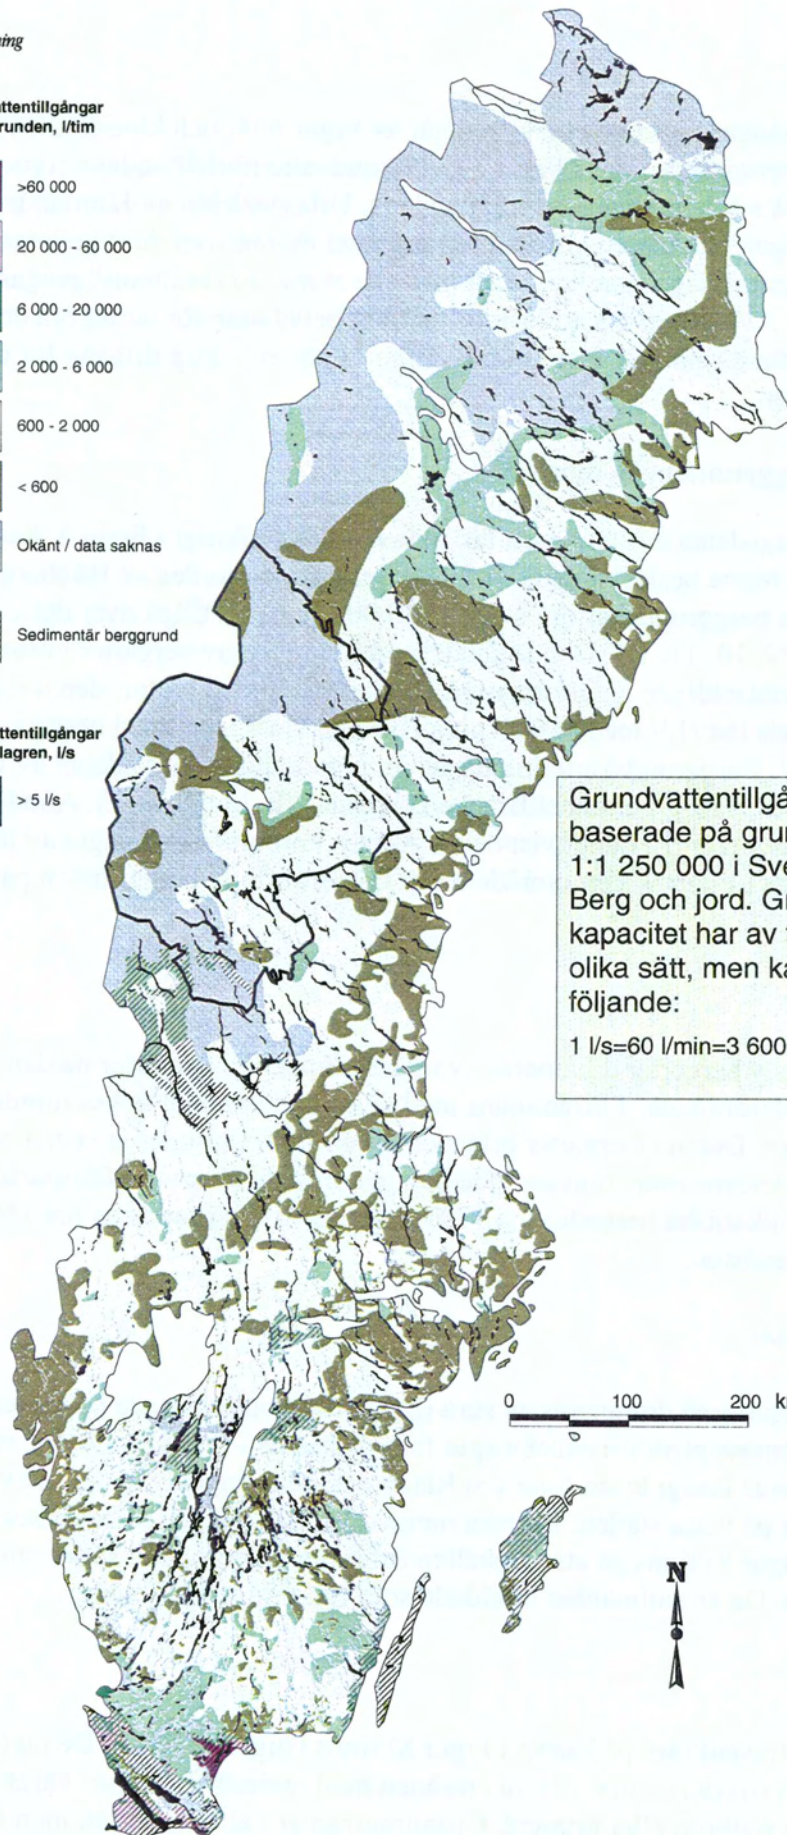 ning
ttentillgångar
runden, l/tim
>60 000
20 000 - 60 000
6 000 - 20 000
2 000 - 6 000
600 - 2 000
< 600
Okänt / data saknas
Sedimentär berggrund
ttentillgångar
lagren, l/s
> 5 l/s
Grundvattentillgå
baserade på grun
1:1 250 000 i Sve
Berg och jord. Gr
kapacitet har av
olika sätt, men ka
följande:
1 l/s=60 l/min=3 600
0 100 200 k
N